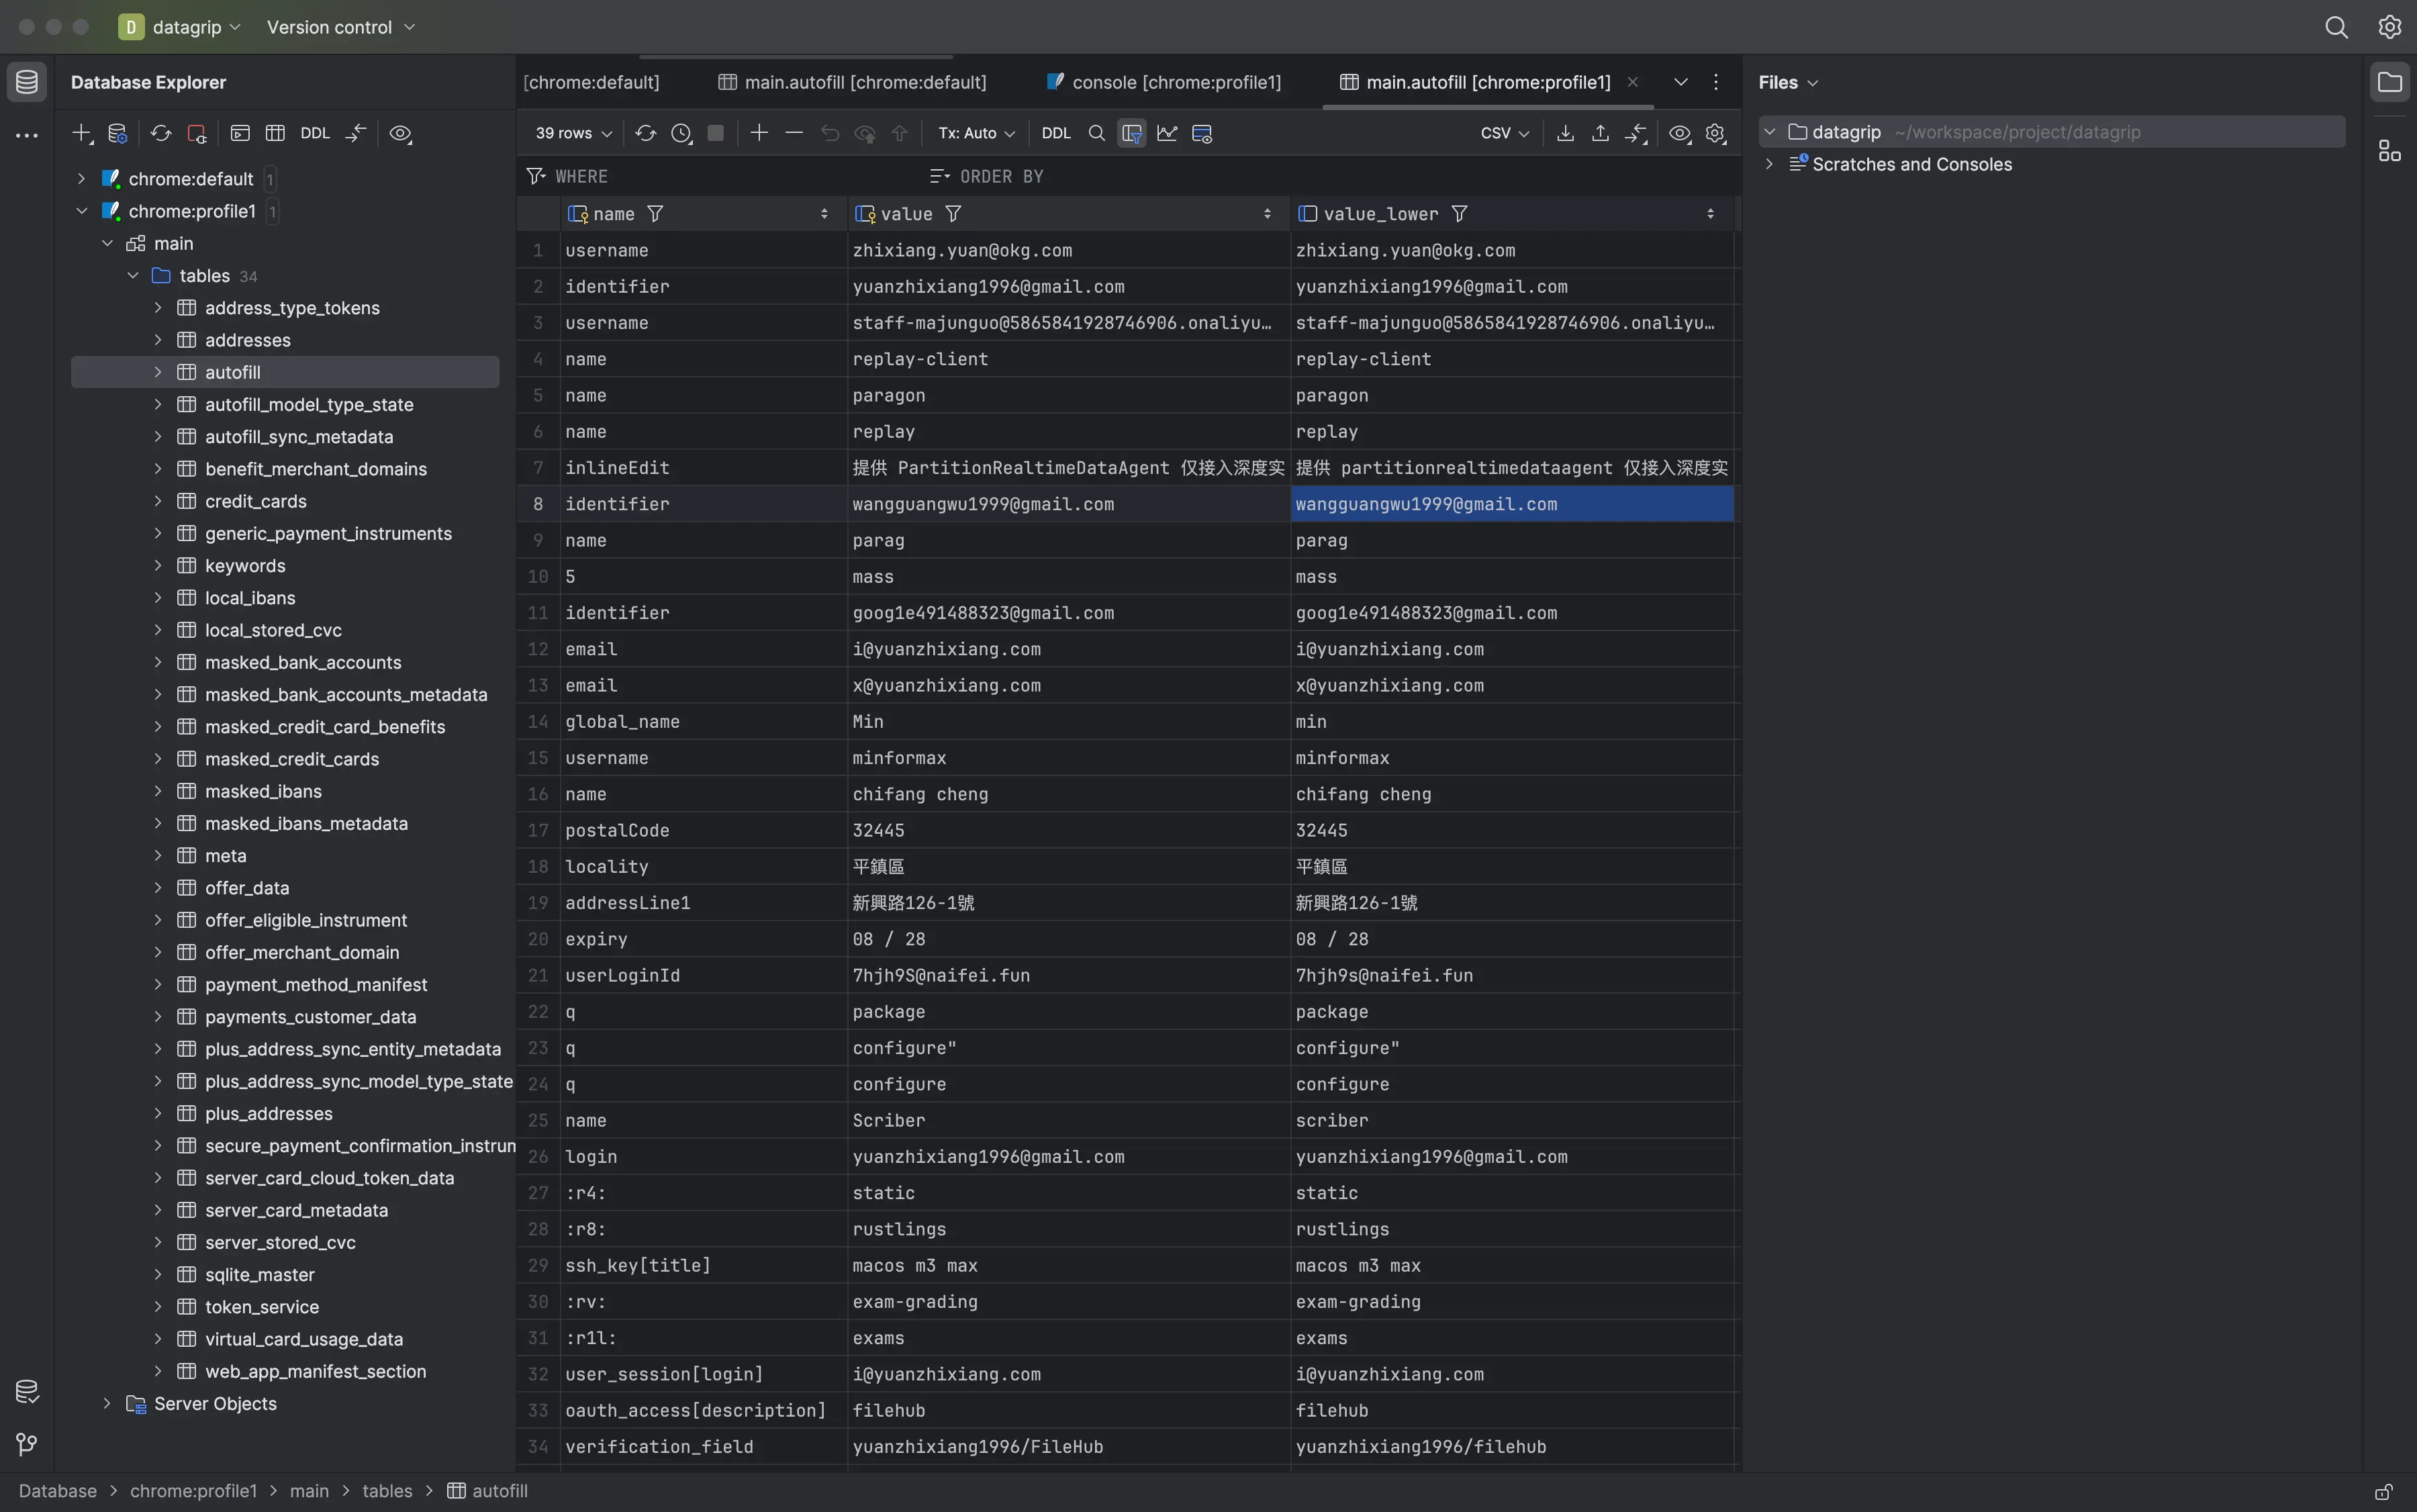 D datagrip Version control
Database Explorer
[chrome:default] main.autofill [chrome:default] console [chrome:profile1] main.autofill [chrome:profile1]
Files
DDL
39 rows Tx: Auto DDL CSV
WHERE ORDER BY
datagrip ~/workspace/project/datagrip
Scratches and Consoles
chrome:default 1
chrome:profile1 1
main
tables 34
address_type_tokens
addresses
autofill
autofill_model_type_state
autofill_sync_metadata
benefit_merchant_domains
credit_cards
generic_payment_instruments
keywords
local_ibans
local_stored_cvc
masked_bank_accounts
masked_bank_accounts_metadata
masked_credit_card_benefits
masked_credit_cards
masked_ibans
masked_ibans_metadata
meta
offer_data
offer_eligible_instrument
offer_merchant_domain
payment_method_manifest
payments_customer_data
plus_address_sync_entity_metadata
plus_address_sync_model_type_state
plus_addresses
secure_payment_confirmation_instrum
server_card_cloud_token_data
server_card_metadata
server_stored_cvc
sqlite_master
token_service
virtual_card_usage_data
web_app_manifest_section
Server Objects
name value value_lower
1 username zhixiang.yuan@okg.com zhixiang.yuan@okg.com
2 identifier yuanzhixiang1996@gmail.com yuanzhixiang1996@gmail.com
3 username staff-majunguo@5865841928746906.onaliyu… staff-majunguo@5865841928746906.onaliyu…
4 name replay-client replay-client
5 name paragon paragon
6 name replay replay
7 inlineEdit 提供 PartitionRealtimeDataAgent 仅接入深度实 提供 partitionrealtimedataagent 仅接入深度实
8 identifier wangguangwu1999@gmail.com wangguangwu1999@gmail.com
9 name parag parag
10 5 mass mass
11 identifier goog1e491488323@gmail.com goog1e491488323@gmail.com
12 email i@yuanzhixiang.com i@yuanzhixiang.com
13 email x@yuanzhixiang.com x@yuanzhixiang.com
14 global_name Min min
15 username minformax minformax
16 name chifang cheng chifang cheng
17 postalCode 32445 32445
18 locality 平鎮區 平鎮區
19 addressLine1 新興路126-1號 新興路126-1號
20 expiry 08 / 28 08 / 28
21 userLoginId 7hjh9S@naifei.fun 7hjh9s@naifei.fun
22 q package package
23 q configure" configure"
24 q configure configure
25 name Scriber scriber
26 login yuanzhixiang1996@gmail.com yuanzhixiang1996@gmail.com
27 :r4: static static
28 :r8: rustlings rustlings
29 ssh_key[title] macos m3 max macos m3 max
30 :rv: exam-grading exam-grading
31 :r1l: exams exams
32 user_session[login] i@yuanzhixiang.com i@yuanzhixiang.com
33 oauth_access[description] filehub filehub
34 verification_field yuanzhixiang1996/FileHub yuanzhixiang1996/filehub
Database > chrome:profile1 > main > tables > autofill